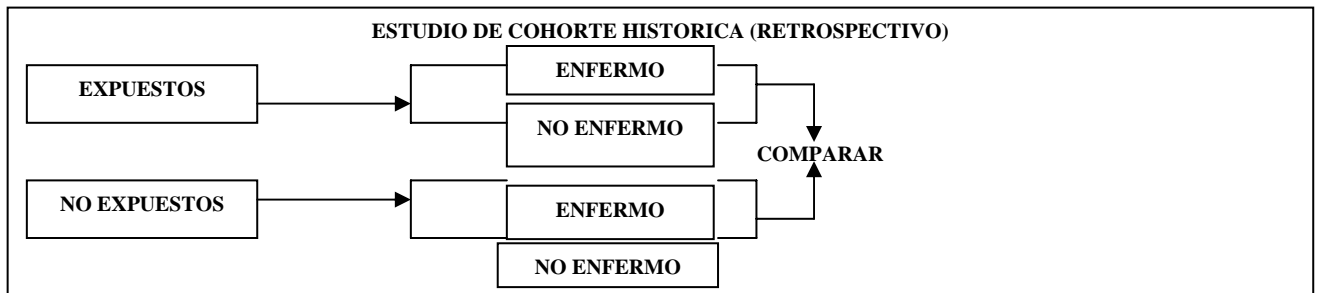 ESTUDIO DE COHORTE HISTORICA (RETROSPECTIVO)
EXPUESTOS
ENFERMO
NO ENFERMO
COMPARAR
NO EXPUESTOS
ENFERMO
NO ENFERMO